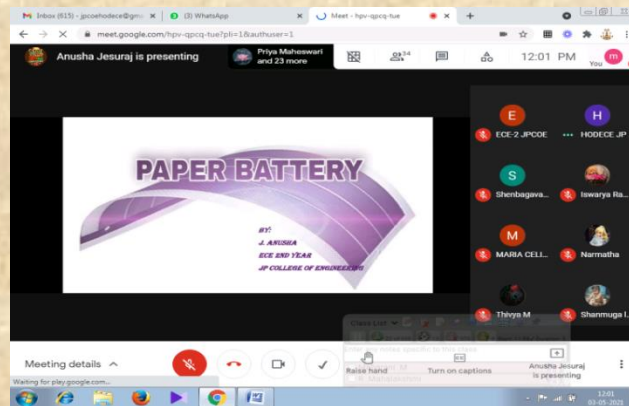 Inbox (615) - jpcoehodece@gm
(3) WhatsApp
Meet - hpv-qpcq-tue
meet.google.com/hpv-qpcq-tue?pli=1&authuser=1
Anusha Jesuraj is presenting
Priya Maheswari
and 23 more
34
12:01 PM
You
m
PAPER BATTERY
BY:
J. ANUSHA
ECE 2ND YEAR
JP COLLEGE OF ENGINEERING
E
ECE-2 JPCOE
H
HODECE JP
S
Shenbagava...
Iswarya Ra...
M
MARIA CELI...
Narmatha
Thivya M
Shanmuga I...
Class List
Meeting details
Raise hand
Turn on captions
Anusha Jesuraj
is presenting
Waiting for play.google.com...
12:01
03-05-2021